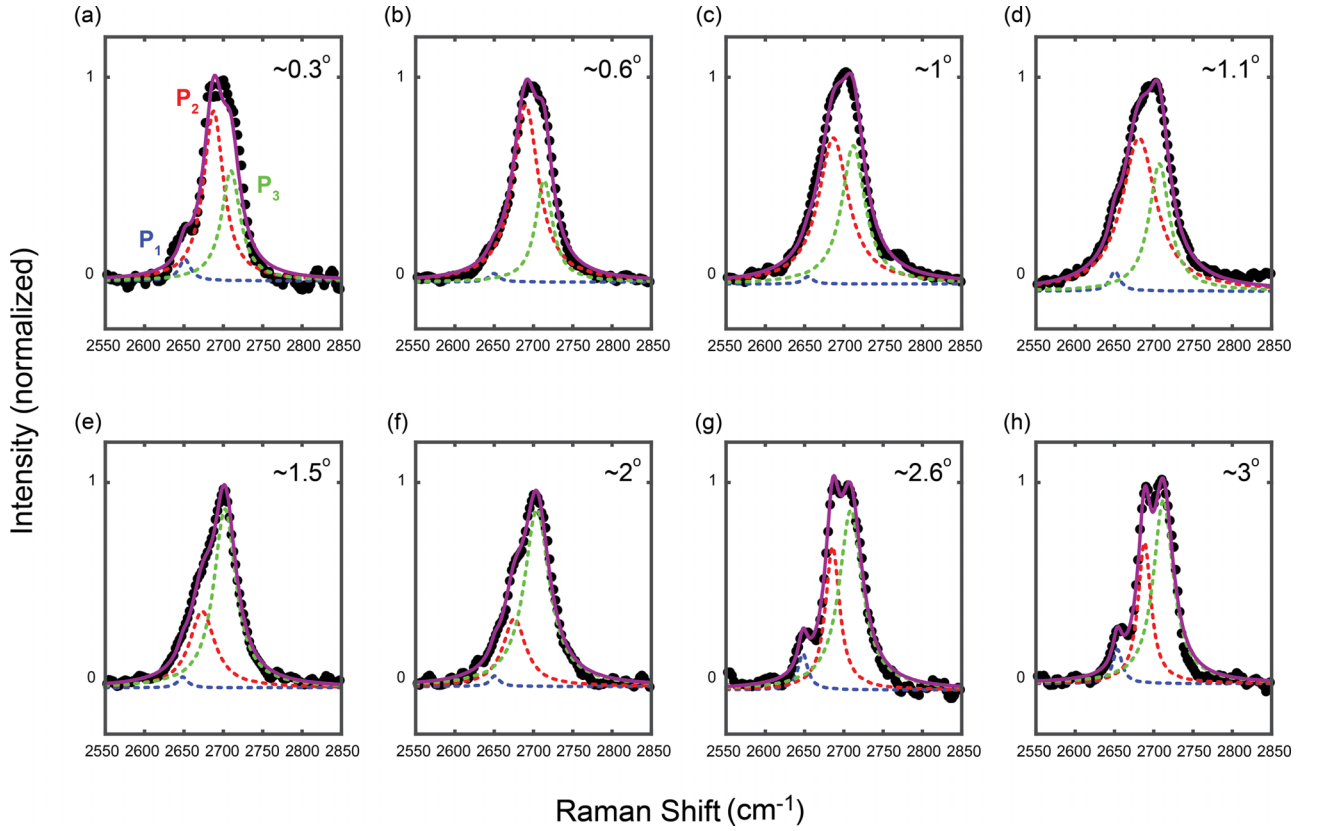 (a) (b) (c) (d)
~0.3° ~0.6° ~1° ~1.1°
1 1 1 1
P₂
P₃
P₁
0 0 0 0
2550 2600 2650 2700 2750 2800 2850 2550 2600 2650 2700 2750 2800 2850 2550 2600 2650 2700 2750 2800 2850 2550 2600 2650 2700 2750 2800 2850
Intensity (normalized)
(e) (f) (g) (h)
~1.5° ~2° ~2.6° ~3°
1 1 1 1
0 0 0 0
2550 2600 2650 2700 2750 2800 2850 2550 2600 2650 2700 2750 2800 2850 2550 2600 2650 2700 2750 2800 2850 2550 2600 2650 2700 2750 2800 2850
Raman Shift (cm⁻¹)